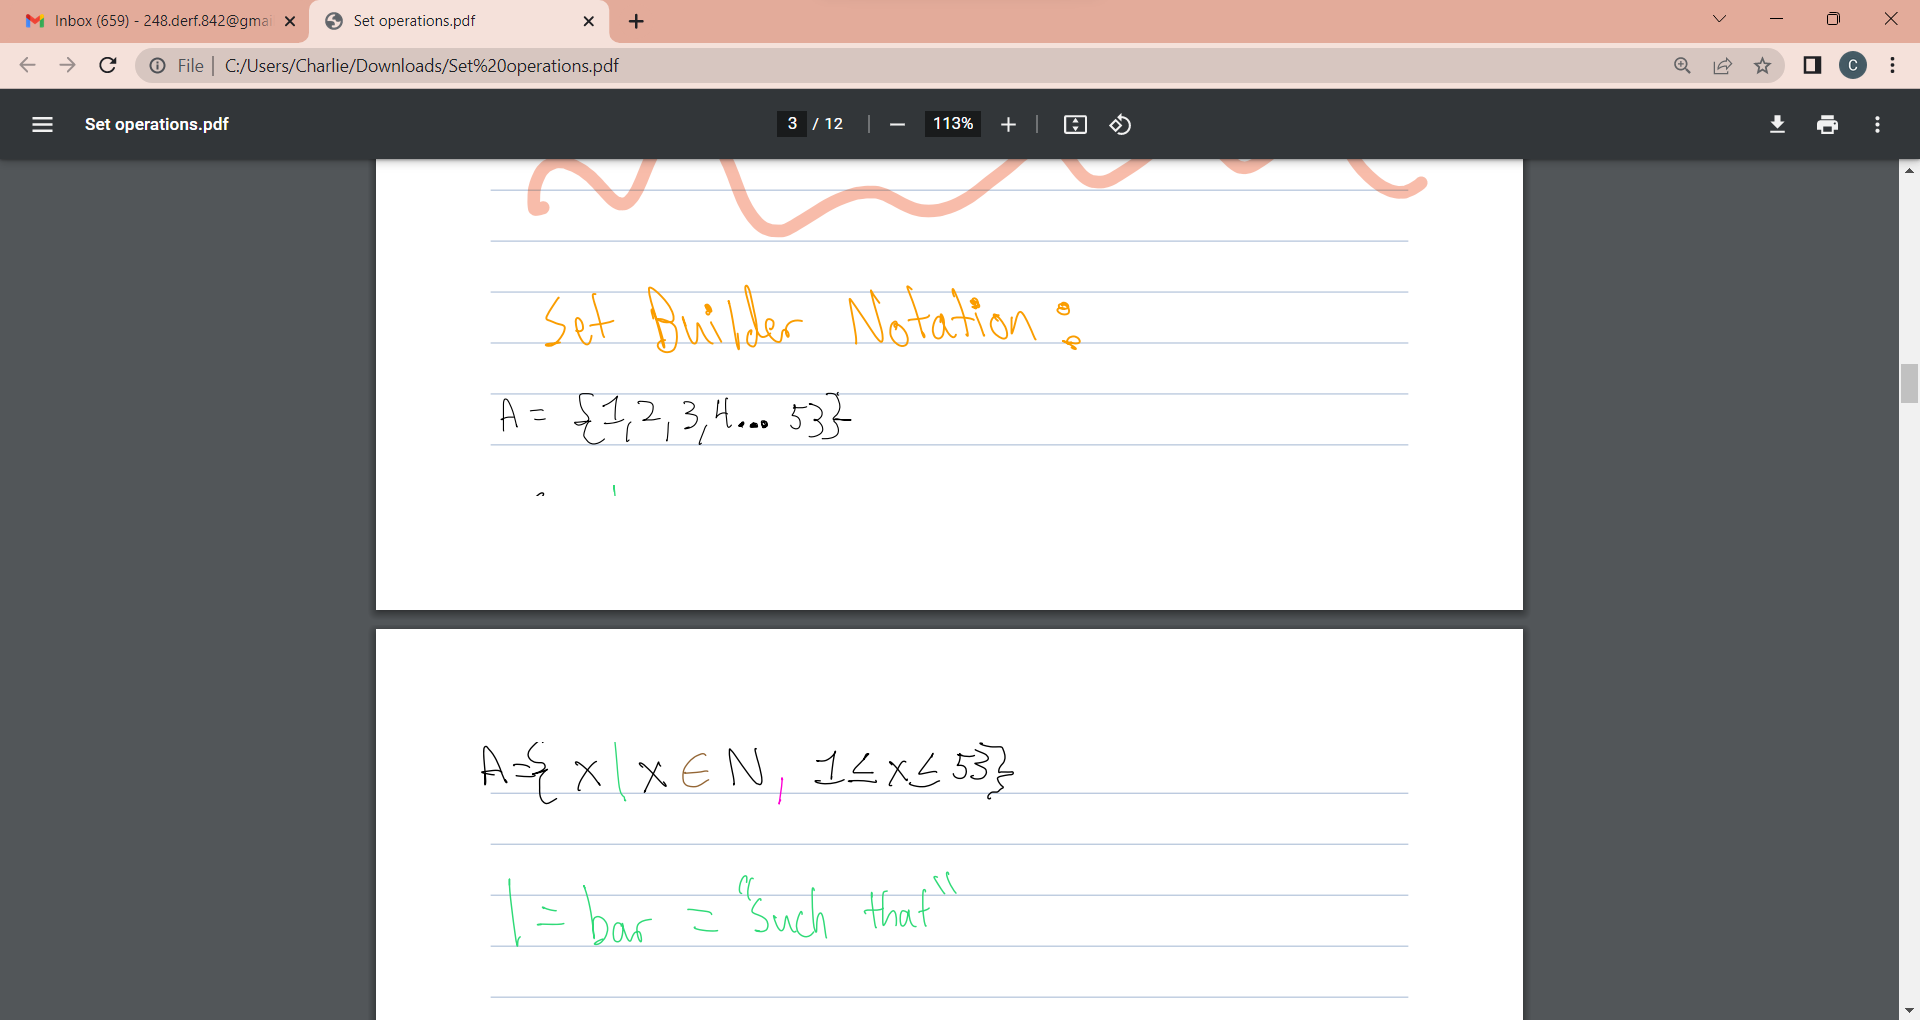 Inbox (659) - 248.derf.842@gmai
Set operations.pdf
File | C:/Users/Charlie/Downloads/Set%20operations.pdf
C
Set operations.pdf
3 / 12
113%
Set Builder Notation:
A = {1, 2, 3, 4... 53}
A={ x | x ∈ N, 1 ≤ x ≤ 53}
| = bar = "such that"